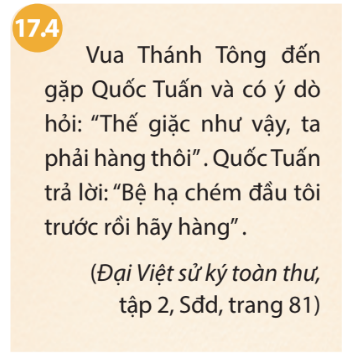 17.4
Vua Thánh Tông đến
gặp Quốc Tuấn và có ý dò
hỏi: “Thế giặc như vậy, ta
phải hàng thôi”. Quốc Tuấn
trả lời: “Bệ hạ chém đầu tôi
trước rồi hãy hàng”.
(Đại Việt sử ký toàn thư,
tập 2, Sđd, trang 81)